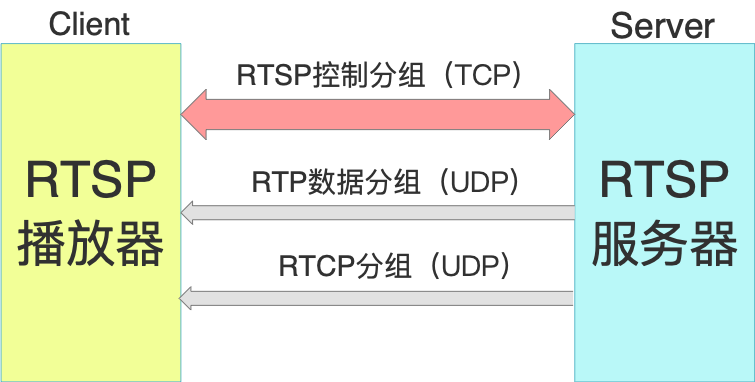 Client
Server
RTSP控制分组（TCP）
RTP数据分组（UDP）
RTCP分组（UDP）
RTSP
播放器
RTSP
服务器